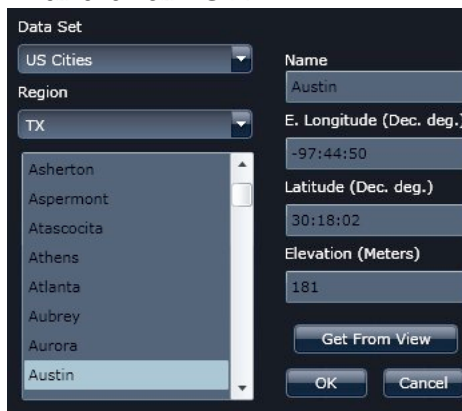 Data Set
US Cities
Region
TX
Asherton
Aspermont
Atascocita
Athens
Atlanta
Aubrey
Aurora
Austin
Name
Austin
E. Longitude (Dec. deg.)
-97:44:50
Latitude (Dec. deg.)
30:18:02
Elevation (Meters)
181
Get From View
OK Cancel